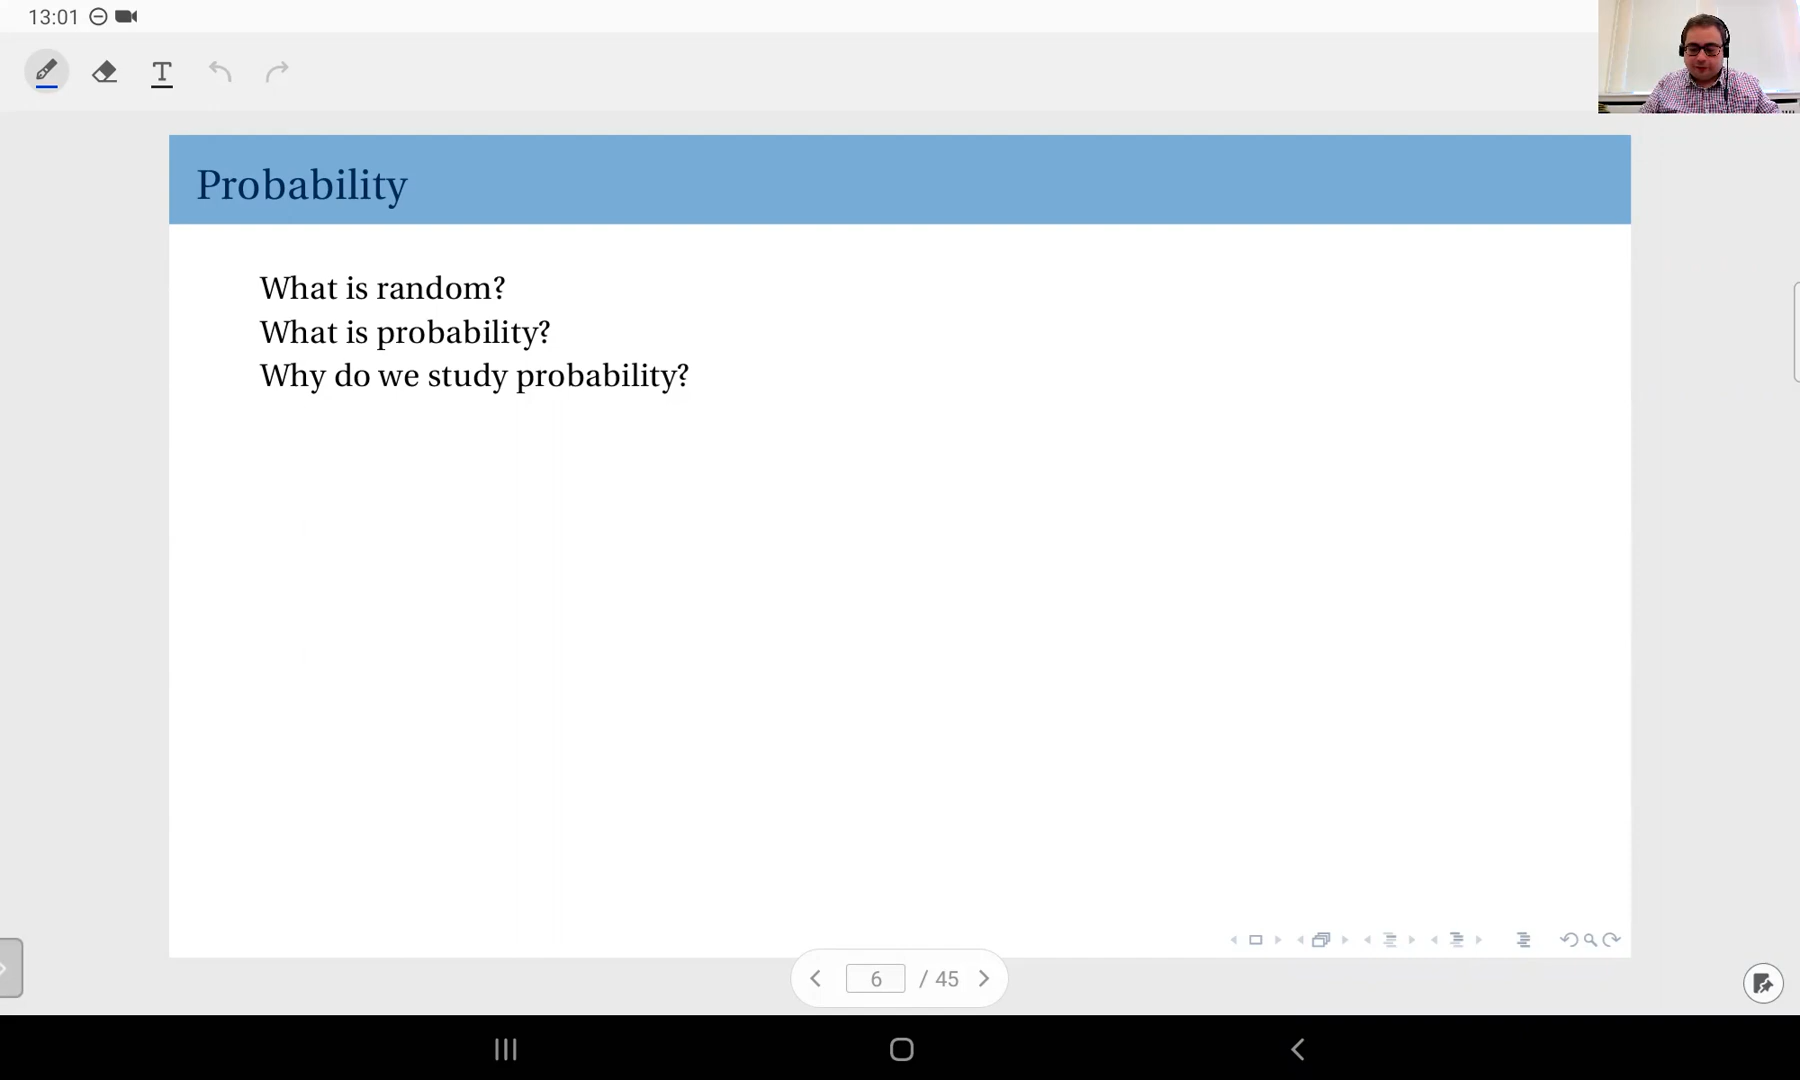 13:01
T
Probability
What is random?
What is probability?
Why do we study probability?
6 / 45